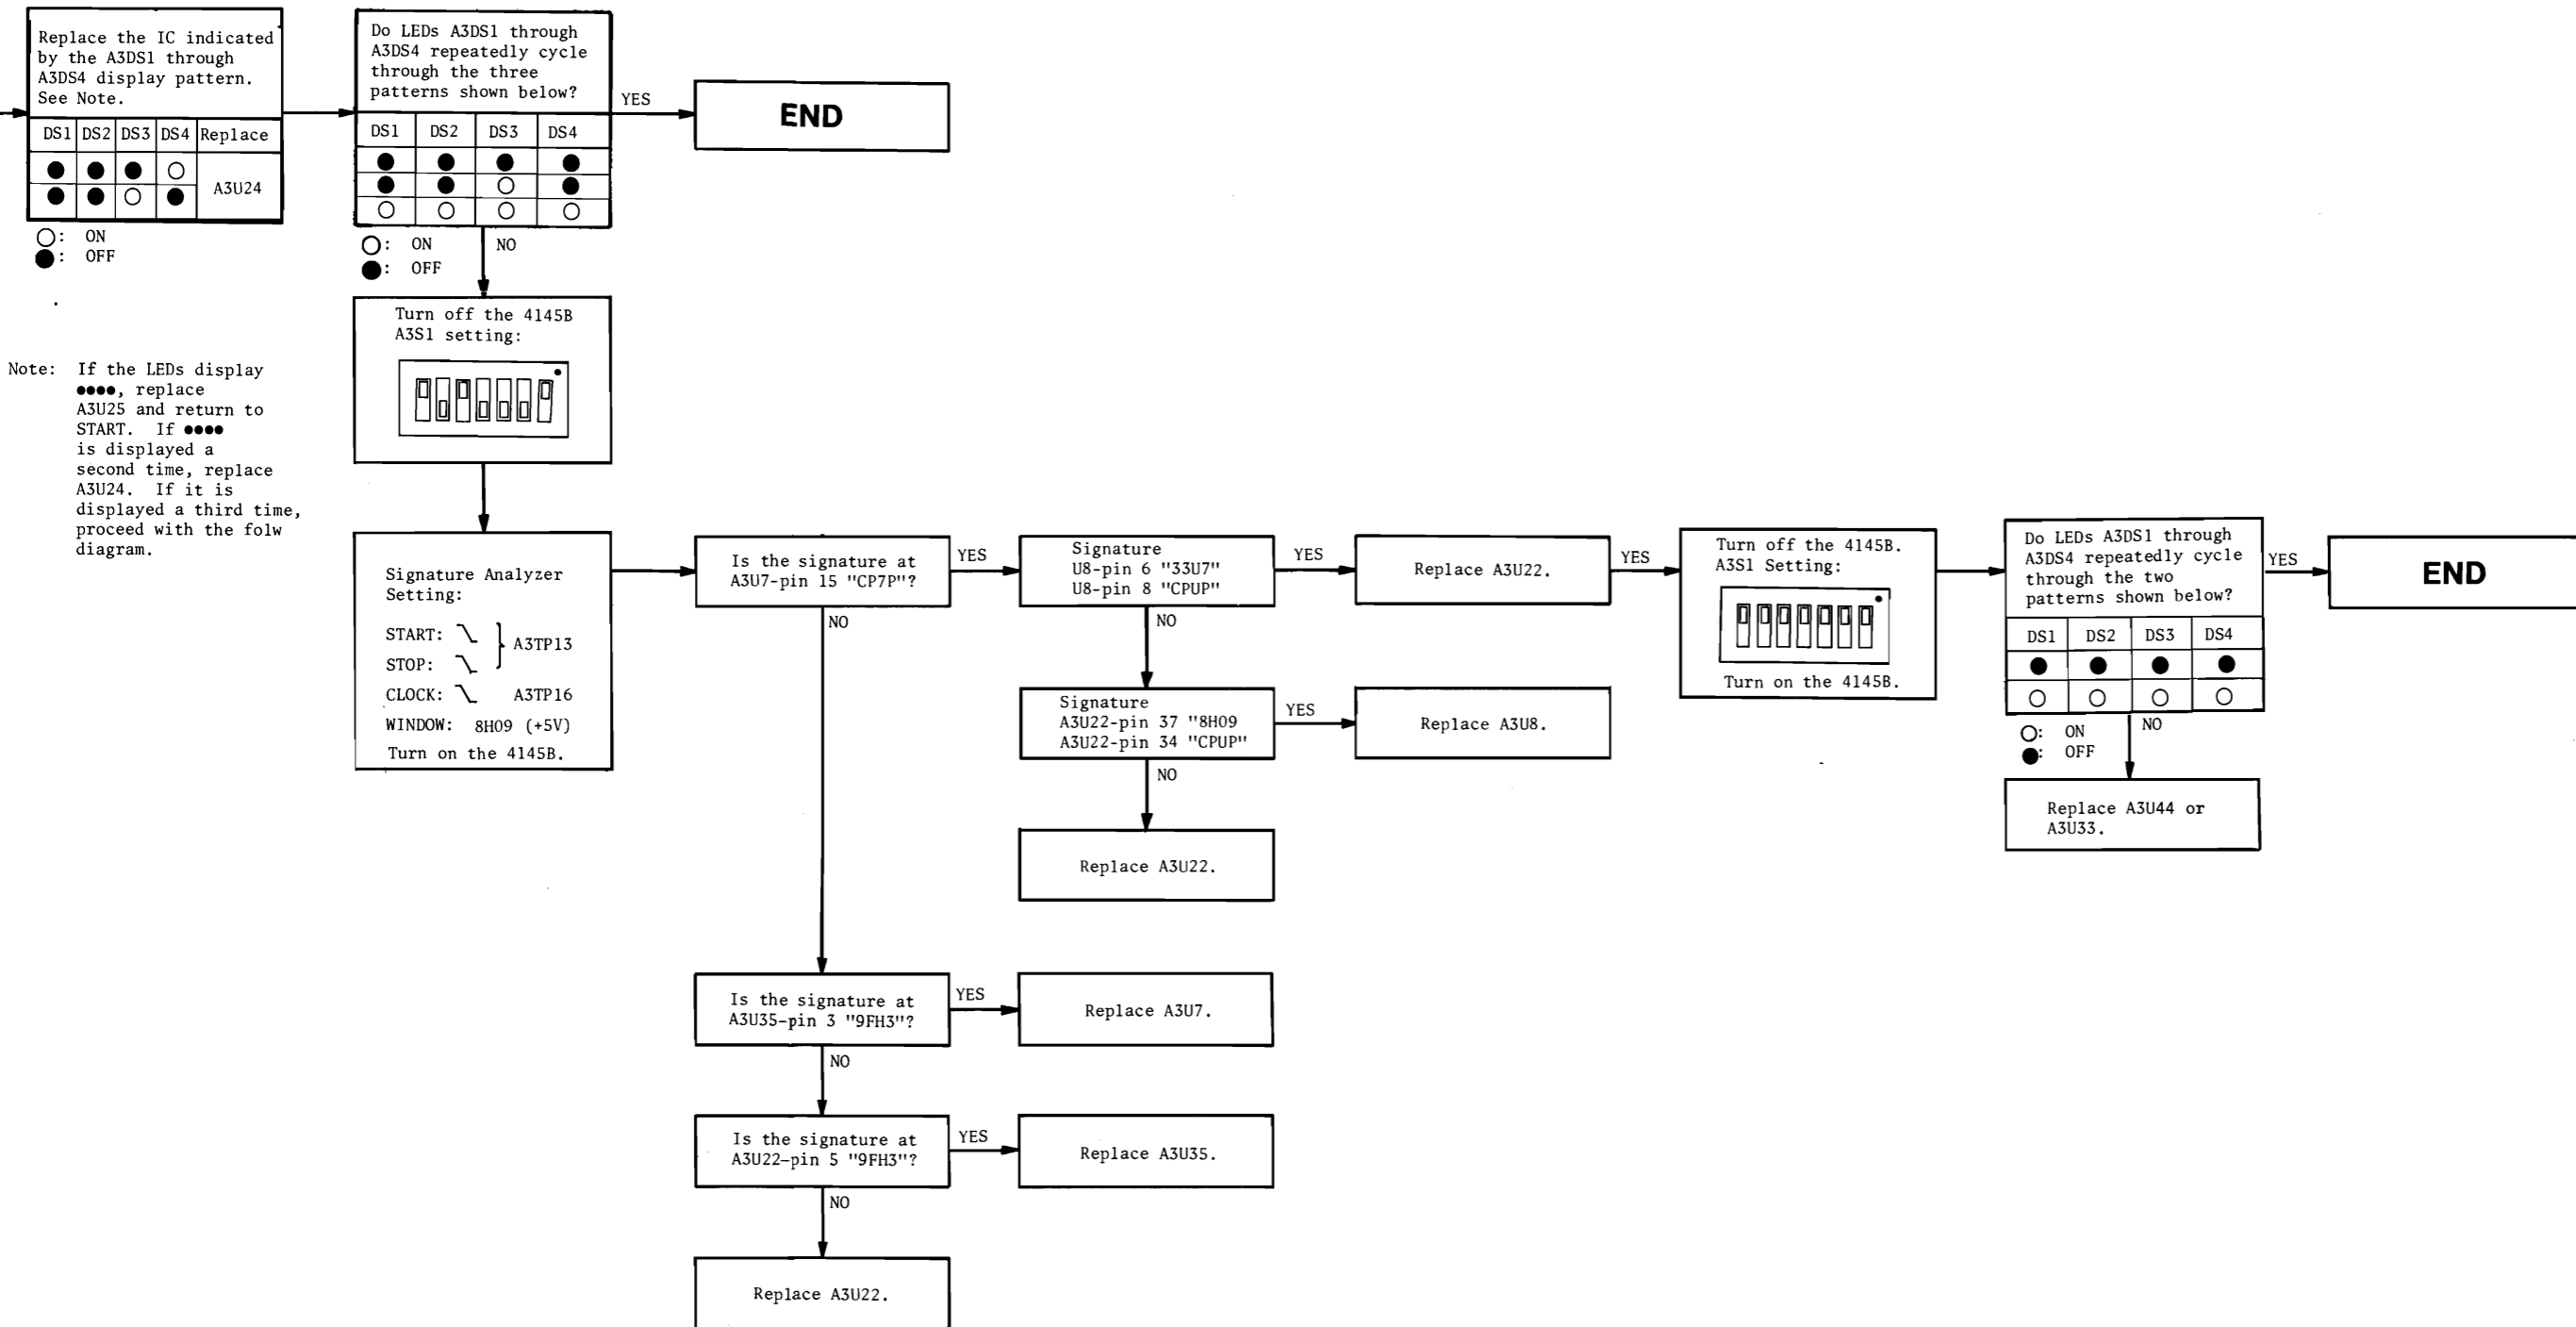 Replace the IC indicated
by the A3DS1 through
A3DS4 display pattern.
See Note.
DS1 DS2 DS3 DS4 Replace
● ● ● ○
A3U24
● ● ○ ●
○: ON
●: OFF
Note: If the LEDs display
●●●●, replace
A3U25 and return to
START. If ●●●●
is displayed a
second time, replace
A3U24. If it is
displayed a third time,
proceed with the folw
diagram.
Do LEDs A3DS1 through
A3DS4 repeatedly cycle
through the three
patterns shown below?
DS1 DS2 DS3 DS4
● ● ● ●
● ● ○ ●
○ ○ ○ ○
○: ON
●: OFF
YES
END
NO
Turn off the 4145B
A3S1 setting:
Signature Analyzer
Setting:
START:
A3TP13
STOP:
CLOCK: A3TP16
WINDOW: 8H09 (+5V)
Turn on the 4145B.
Is the signature at
A3U7-pin 15 "CP7P"?
YES
Signature
U8-pin 6 "33U7"
U8-pin 8 "CPUP"
YES
Replace A3U22.
YES
Turn off the 4145B.
A3S1 Setting:
Turn on the 4145B.
Do LEDs A3DS1 through
A3DS4 repeatedly cycle
through the two
patterns shown below?
DS1 DS2 DS3 DS4
● ● ● ●
○ ○ ○ ○
○: ON
●: OFF
YES
END
NO
Replace A3U44 or
A3U33.
NO
Signature
A3U22-pin 37 "8H09
A3U22-pin 34 "CPUP"
YES
Replace A3U8.
NO
Replace A3U22.
NO
Is the signature at
A3U35-pin 3 "9FH3"?
YES
Replace A3U7.
NO
Is the signature at
A3U22-pin 5 "9FH3"?
YES
Replace A3U35.
NO
Replace A3U22.